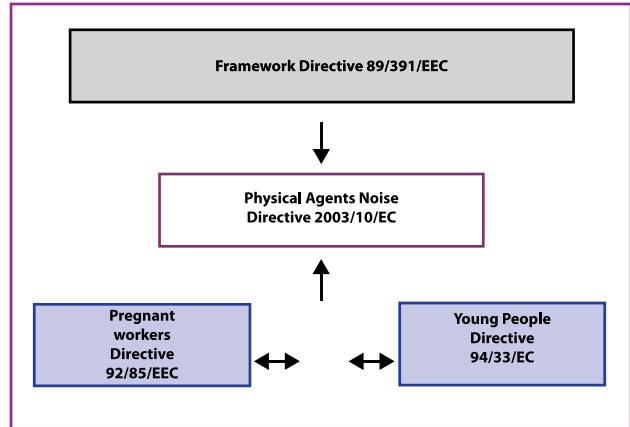 Framework Directive 89/391/EEC
Physical Agents Noise
Directive 2003/10/EC
Pregnant
workers
Directive
92/85/EEC
Young People
Directive
94/33/EC